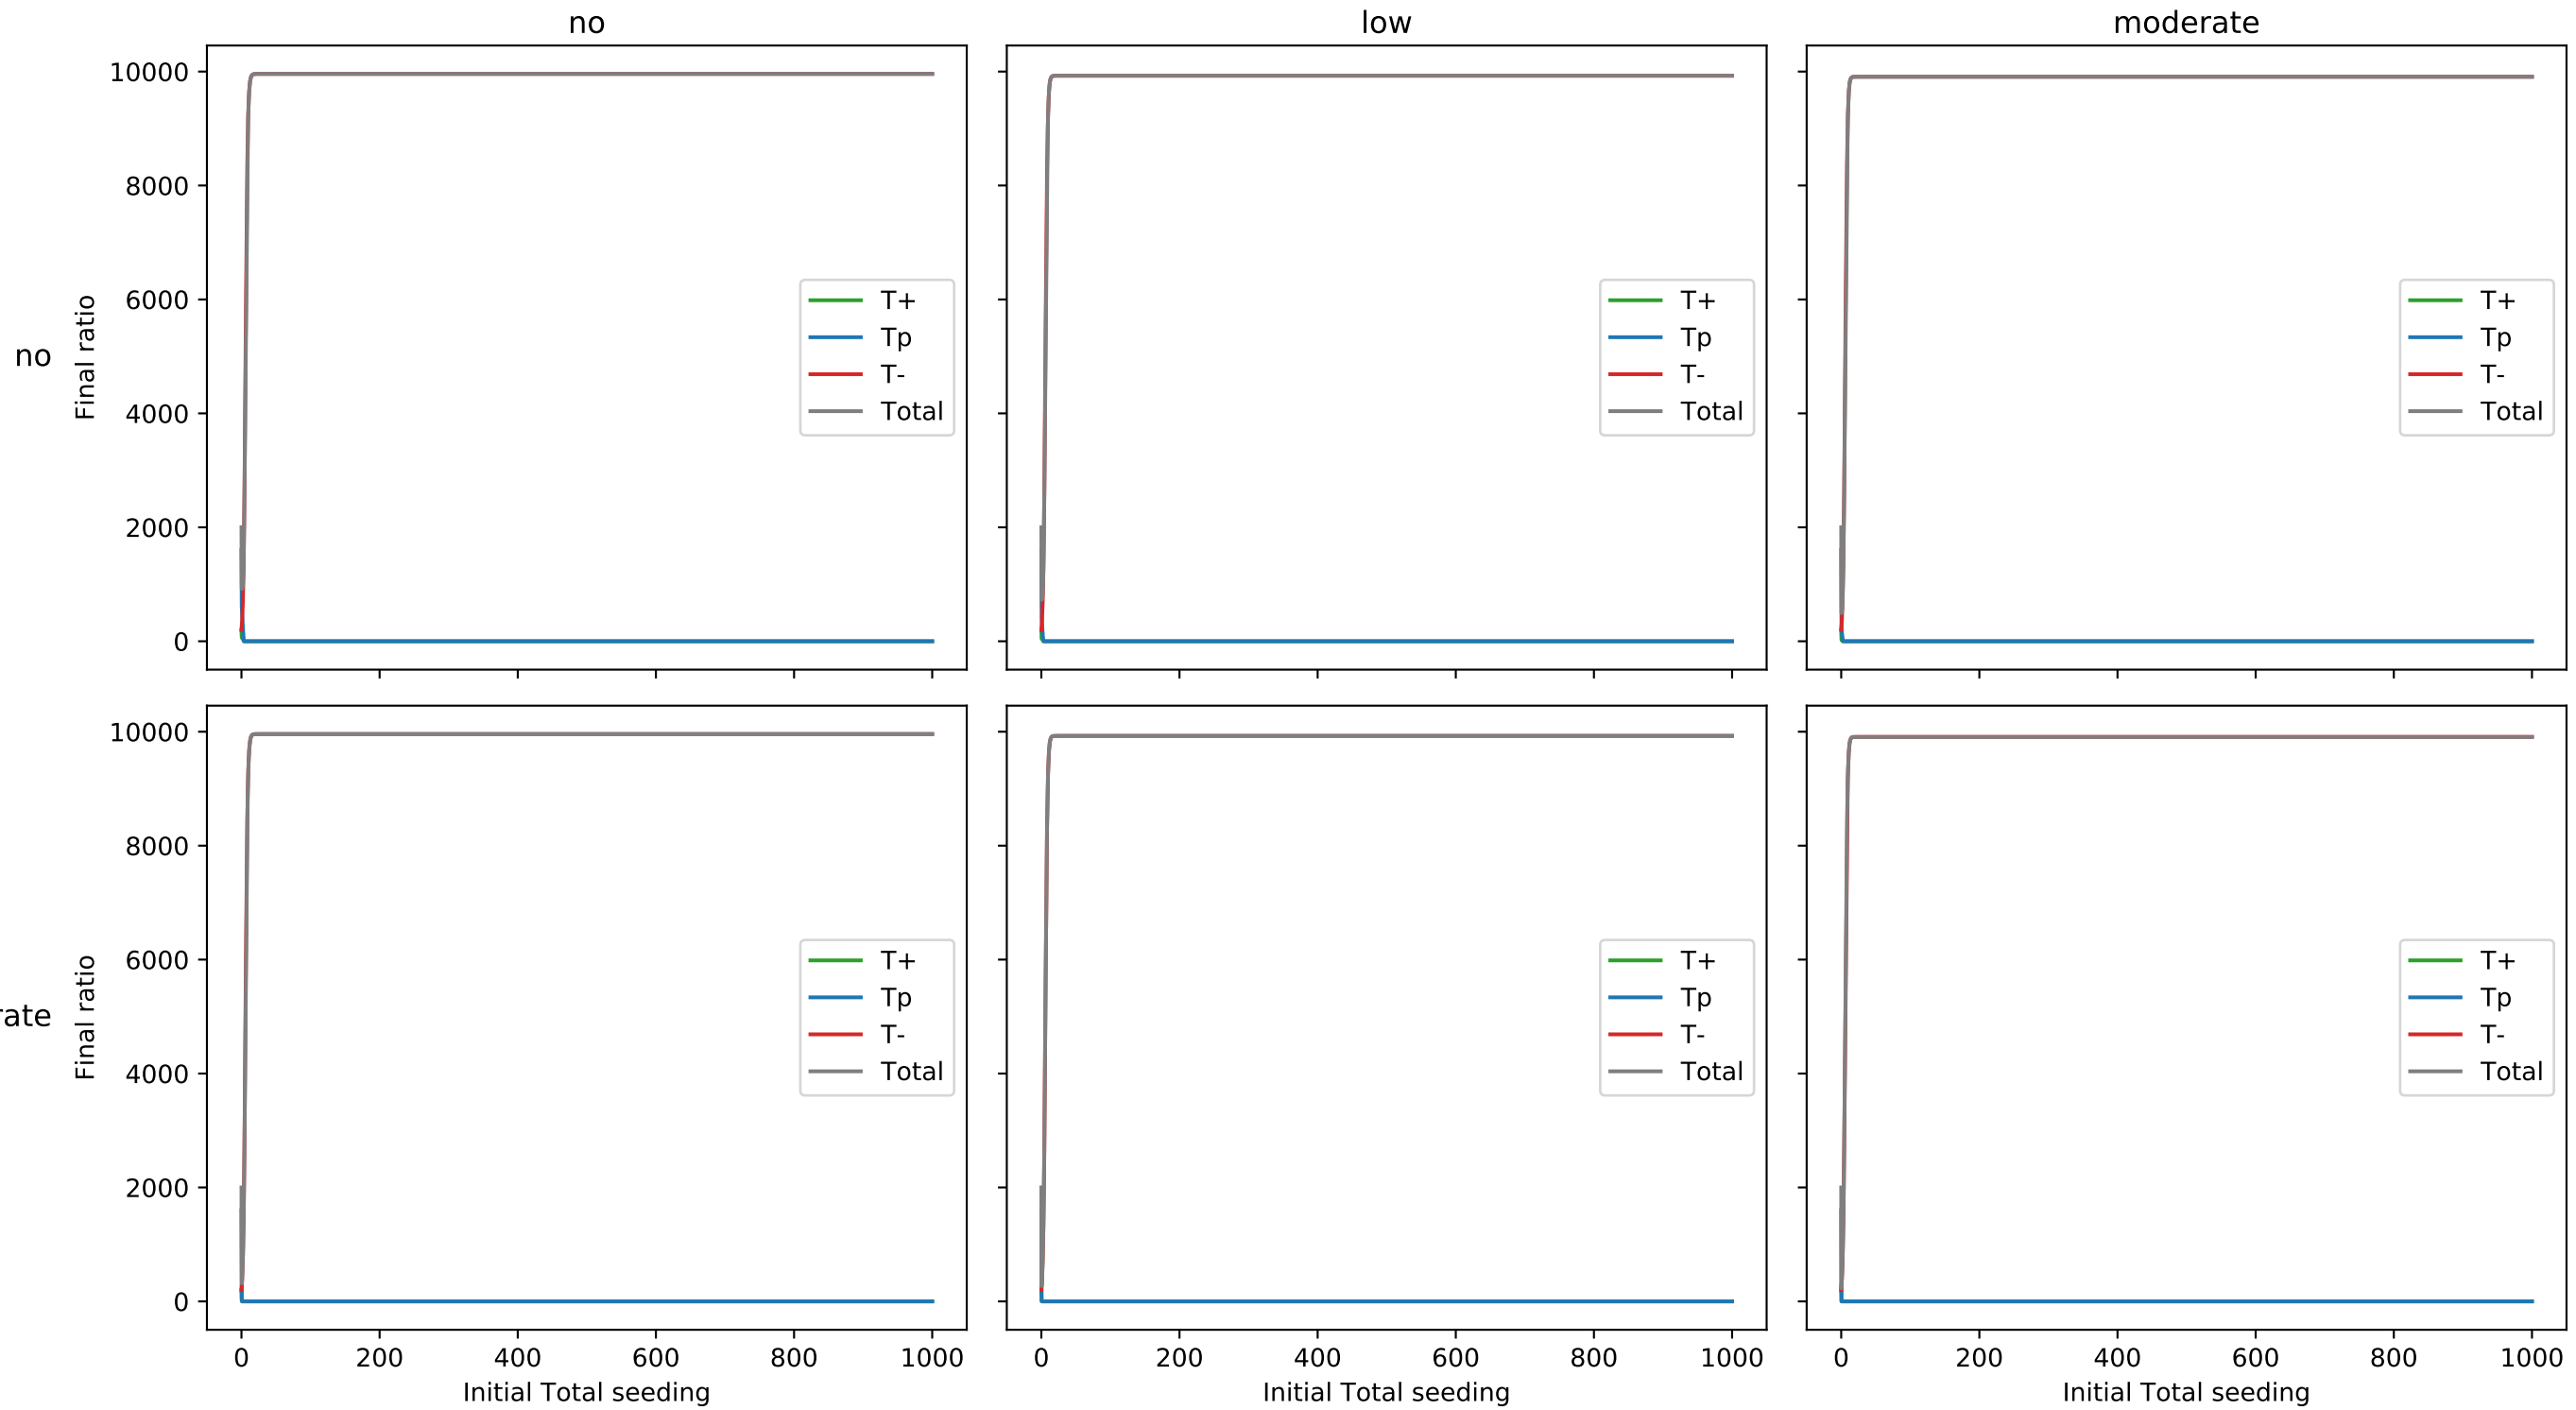 no
low
moderate
no
Final ratio
10000
8000
6000
4000
2000
0
T+
Tp
T-
Total
T+
Tp
T-
Total
T+
Tp
T-
Total
rate
Final ratio
10000
8000
6000
4000
2000
0
T+
Tp
T-
Total
T+
Tp
T-
Total
T+
Tp
T-
Total
0 200 400 600 800 1000
0 200 400 600 800 1000
0 200 400 600 800 1000
Initial Total seeding
Initial Total seeding
Initial Total seeding